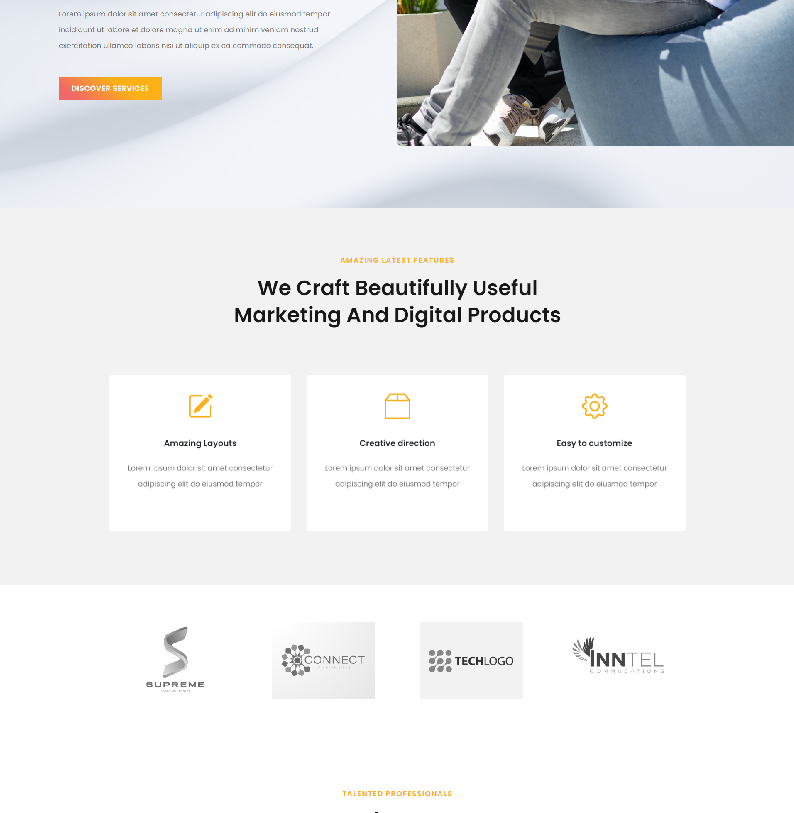 Lorem ipsum dolor sit amet consectetur adipiscing elit do eiusmod tempor
incididunt ut labore et dolore magna ut enim ad minim veniam nostrud
exercitation ullamco laboris nisi ut aliquip ex ea commodo consequat.
DISCOVER SERVICES
AMAZING LATEST FEATURES
We Craft Beautifully Useful
Marketing And Digital Products
Amazing Layouts
Lorem ipsum dolor sit amet consectetur
adipiscing elit do eiusmod tempor
Creative direction
Lorem ipsum dolor sit amet consectetur
adipiscing elit do eiusmod tempor
Easy to customize
Lorem ipsum dolor sit amet consectetur
adipiscing elit do eiusmod tempor
SUPREME
CONNECT
TECHLOGO
INNTEL
TALENTED PROFESSIONALS